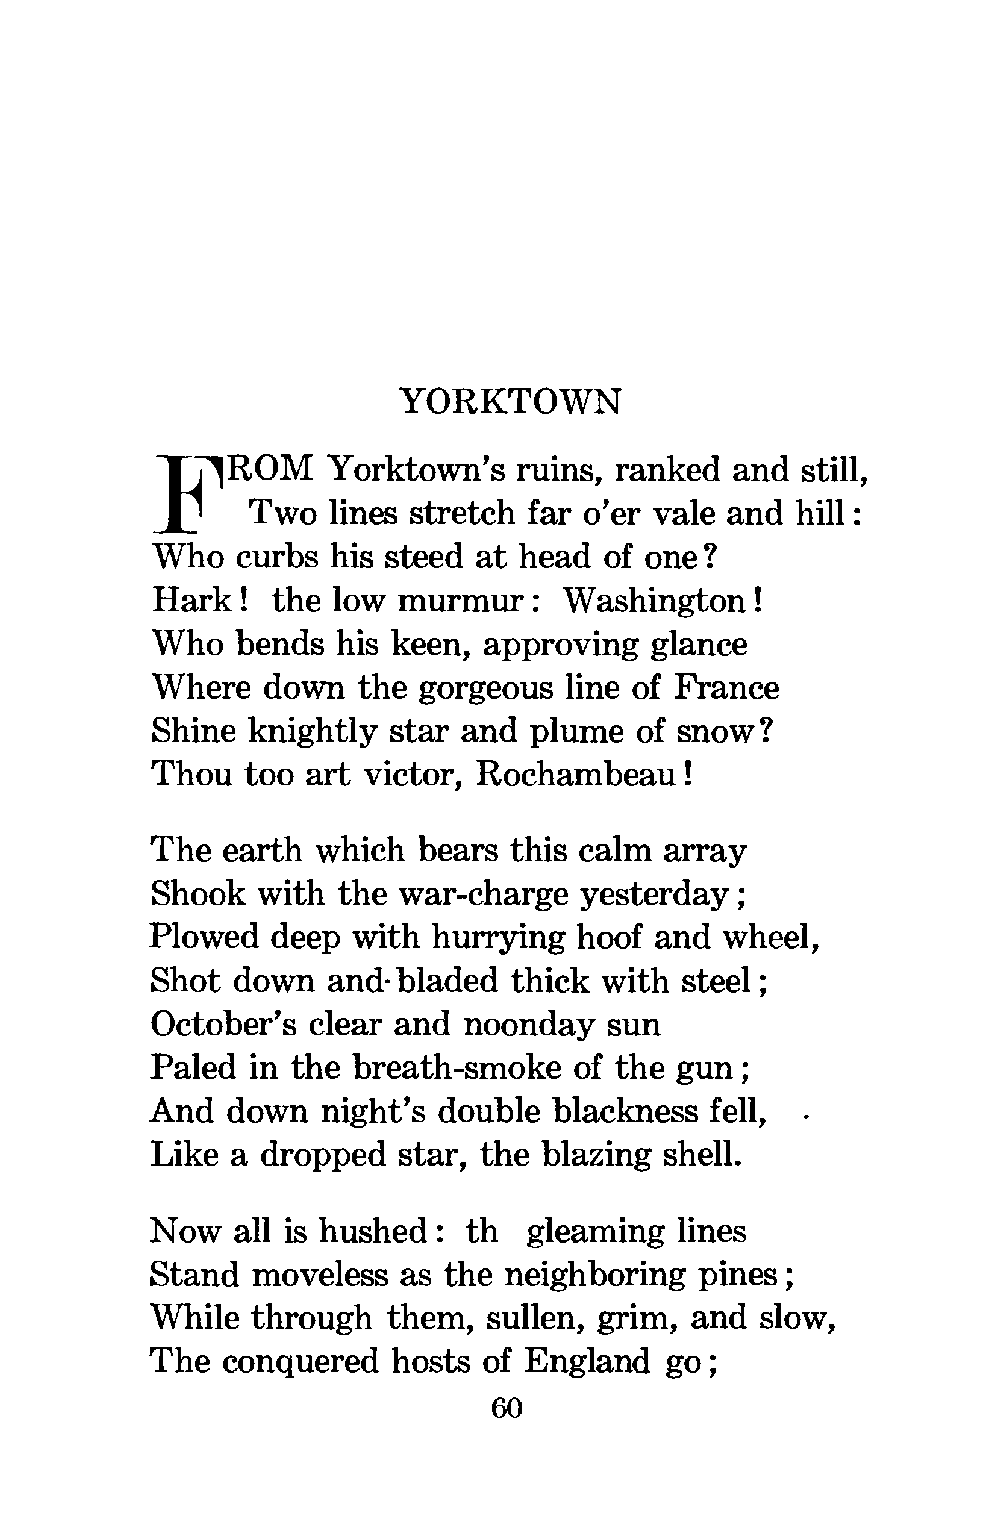 YORKTOWN
FROM Yorktown's ruins, ranked and still,
Two lines stretch far o'er vale and hill:
Who curbs his steed at head of one?
Hark! the low murmur: Washington!
Who bends his keen, approving glance
Where down the gorgeous line of France
Shine knightly star and plume of snow?
Thou too art victor, Rochambeau!
The earth which bears this calm array
Shook with the war-charge yesterday;
Plowed deep with hurrying hoof and wheel,
Shot down and bladed thick with steel;
October's clear and noonday sun
Paled in the breath-smoke of the gun;
And down night's double blackness fell,
Like a dropped star, the blazing shell.
Now all is hushed: th gleaming lines
Stand moveless as the neighboring pines;
While through them, sullen, grim, and slow,
The conquered hosts of England go;
60